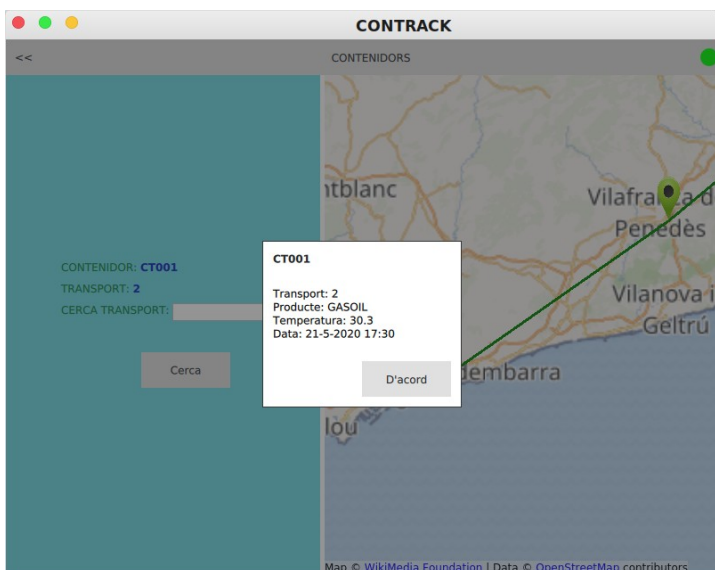 CONTRACK
<<
CONTENIDORS
CONTENIDOR: CT001
TRANSPORT: 2
CERCA TRANSPORT:
Cerca
CT001
Transport: 2
Producte: GASOIL
Temperatura: 30.3
Data: 21-5-2020 17:30
D'acord
ntblanc
Vilafranca d
Penedès
Vilanova i
Geltrú
dembarra
lou
Map © WikiMedia Foundation | Data © OpenStreetMap contributors